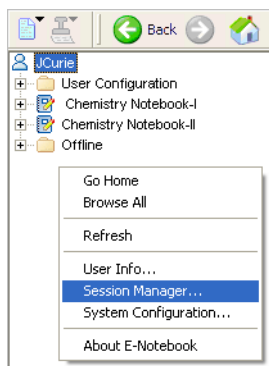 Back
JCurie
User Configuration
Chemistry Notebook-I
Chemistry Notebook-II
Offline
Go Home
Browse All
Refresh
User Info...
Session Manager...
System Configuration...
About E-Notebook